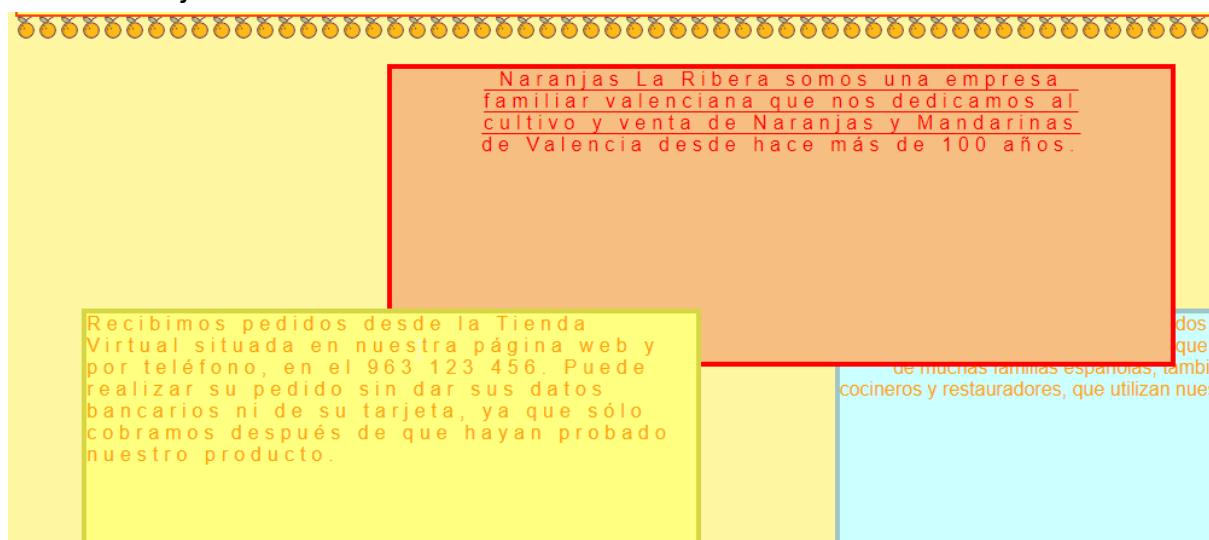 Naranjas La Ribera somos una empresa
familiar valenciana que nos dedicamos al
cultivo y venta de Naranjas y Mandarinas
de Valencia desde hace más de 100 años.
Recibimos pedidos desde la Tienda
Virtual situada en nuestra página web y
por teléfono, en el 963 123 456. Puede
realizar su pedido sin dar sus datos
bancarios ni de su tarjeta, ya que sólo
cobramos después de que hayan probado
nuestro producto.
que
de muchas familias españolas,
cocineros y restauradores, que utilizan